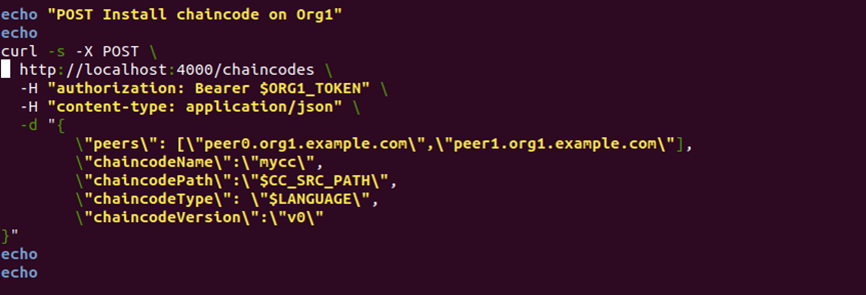 echo "POST Install chaincode on Org1"
echo
curl -s -X POST \
  http://localhost:4000/chaincodes \
  -H "authorization: Bearer $ORG1_TOKEN" \
  -H "content-type: application/json" \
  -d "{
        \"peers\": [\"peer0.org1.example.com\",\"peer1.org1.example.com\"],
        \"chaincodeName\":\"mycc\",
        \"chaincodePath\":\"$CC_SRC_PATH\",
        \"chaincodeType\": \"$LANGUAGE\",
        \"chaincodeVersion\":\"v0\"
}"
echo
echo